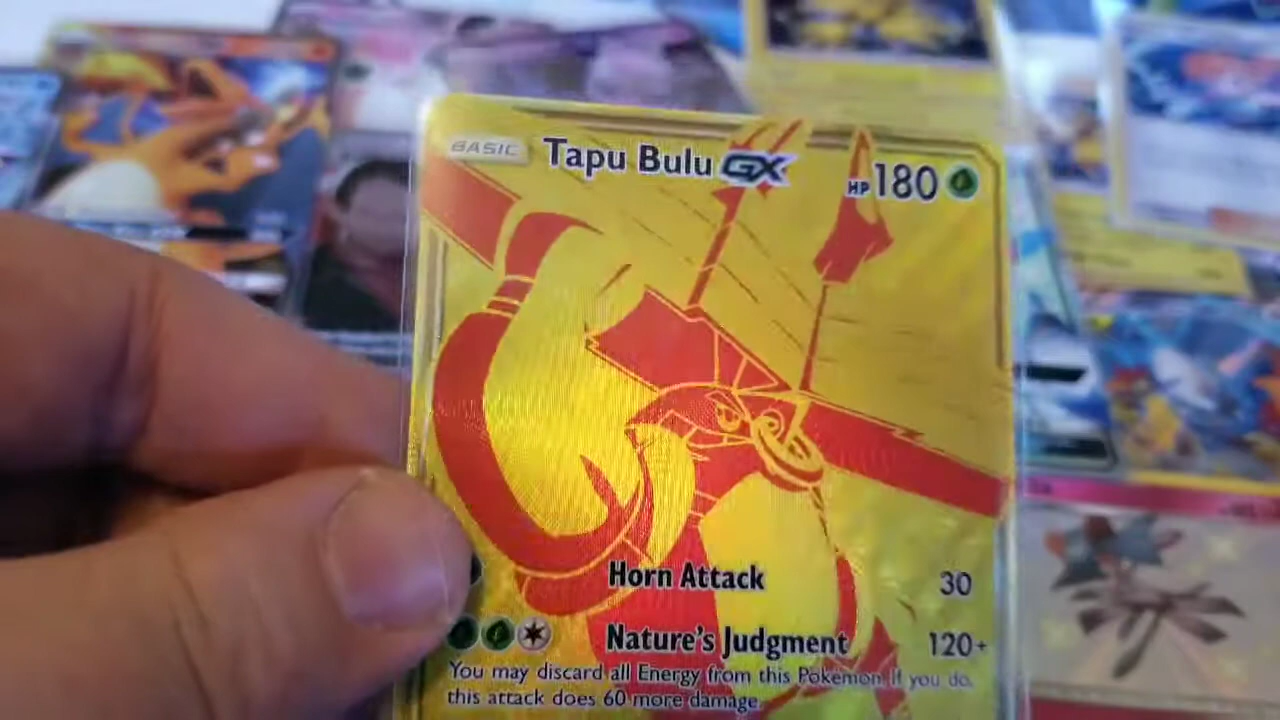 BASIC Tapu Bulu GX HP 180
Horn Attack 30
Nature's Judgment 120+
You may discard all Energy from this Pokémon. If you do,
this attack does 60 more damage.